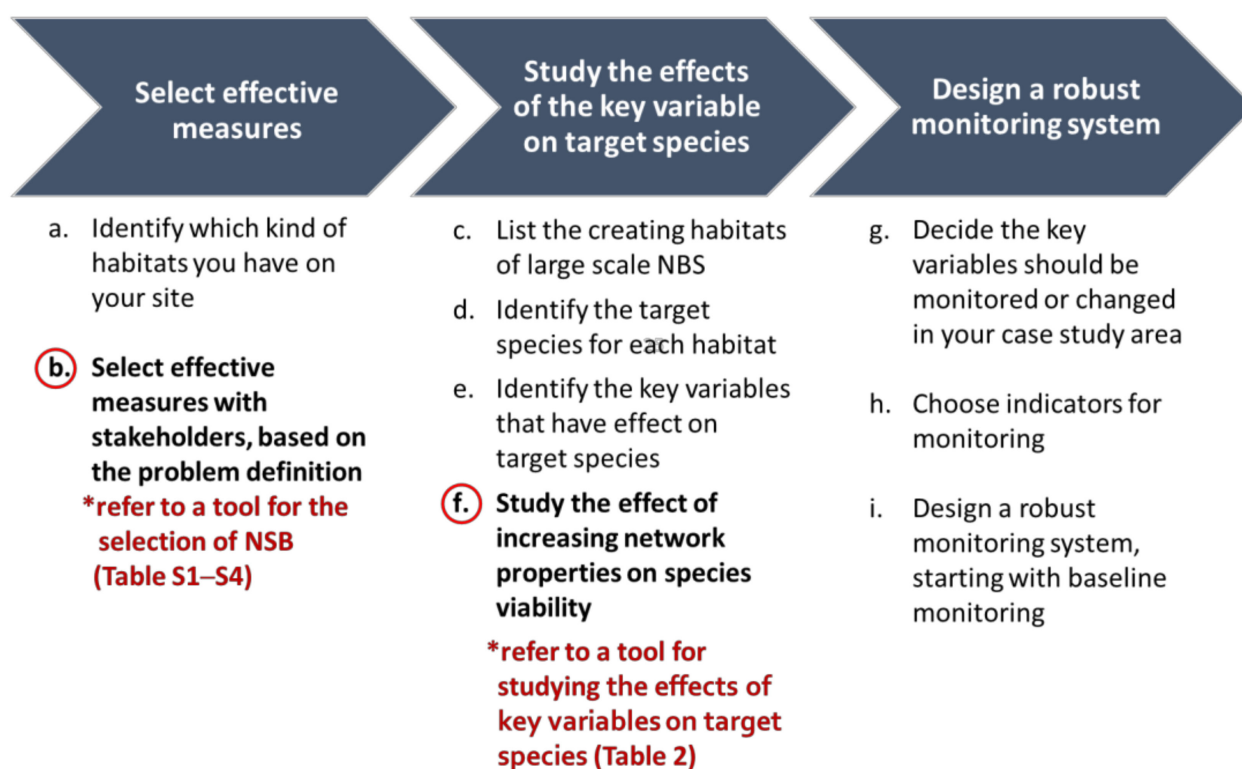 Select effective
measures
Study the effects
of the key variable
on target species
Design a robust
monitoring system
a. Identify which kind of
habitats you have on
your site
b. Select effective
measures with
stakeholders, based on
the problem definition
*refer to a tool for the
selection of NSB
(Table S1–S4)
c. List the creating habitats
of large scale NBS
d. Identify the target
species for each habitat
e. Identify the key variables
that have effect on
target species
f. Study the effect of
increasing network
properties on species
viability
*refer to a tool for
studying the effects of
key variables on target
species (Table 2)
g. Decide the key
variables should be
monitored or changed
in your case study area
h. Choose indicators for
monitoring
i. Design a robust
monitoring system,
starting with baseline
monitoring